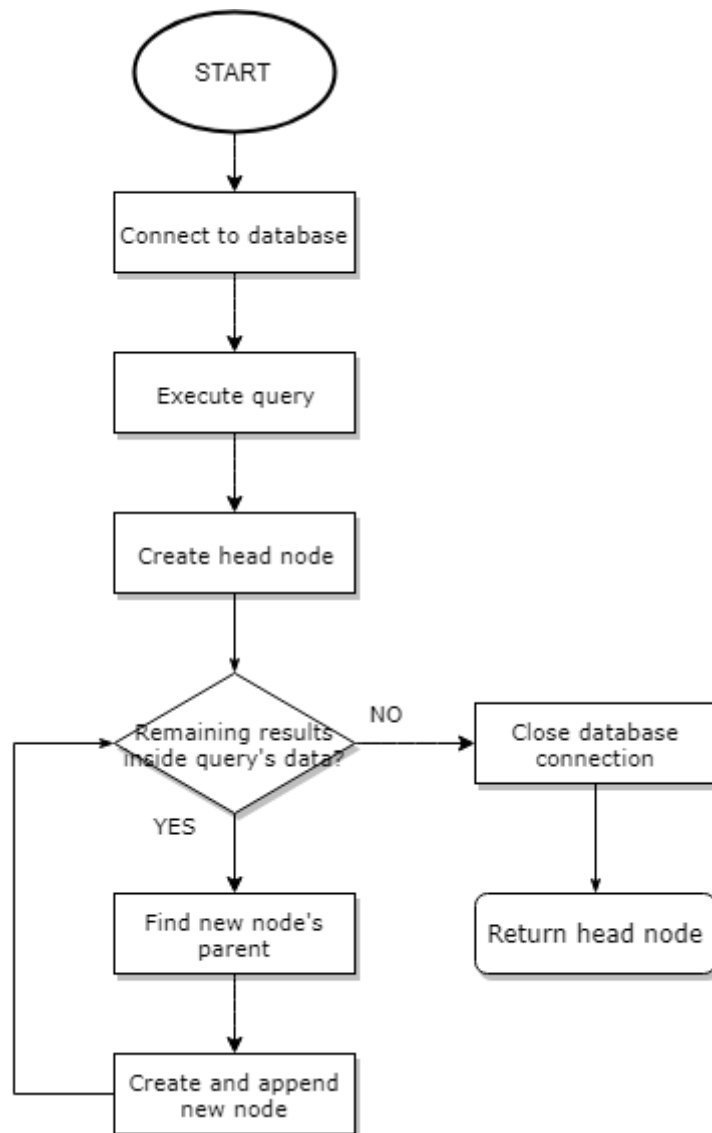 START
Connect to database
Execute query
Create head node
Remaining results
inside query's data?
NO
Close database
connection
YES
Find new node's
parent
Return head node
Create and append
new node